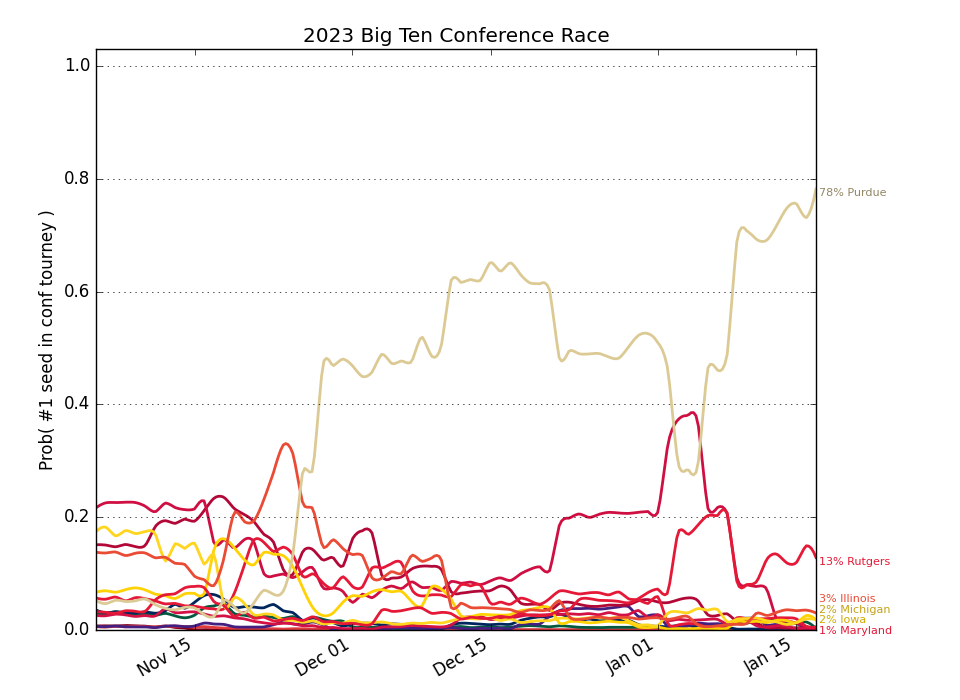 2023 Big Ten Conference Race
Prob( #1 seed in conf tourney )
1.0
0.8
0.6
0.4
0.2
0.0
Nov 15
Dec 01
Dec 15
Jan 01
Jan 15
78% Purdue
13% Rutgers
3% Illinois
2% Michigan
2% Iowa
1% Maryland